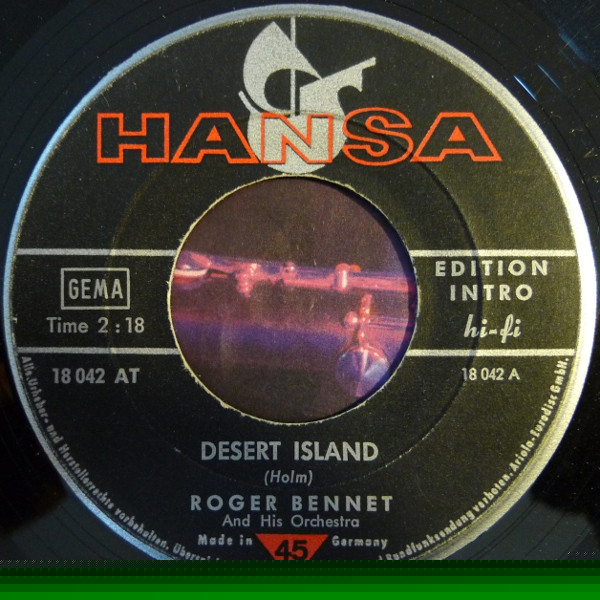 HANSA
GEMA
Time 2:18
18 042 AT
EDITION
INTRO
hi-fi
18 042 A
DESERT ISLAND
(Holm)
ROGER BENNET
And His Orchestra
Made in 45 Germany
Alle Urheber- und Herstellerrechte vorbehalten.
Rundfunksendung verboten. Ariola-Eurodisc GmbH.